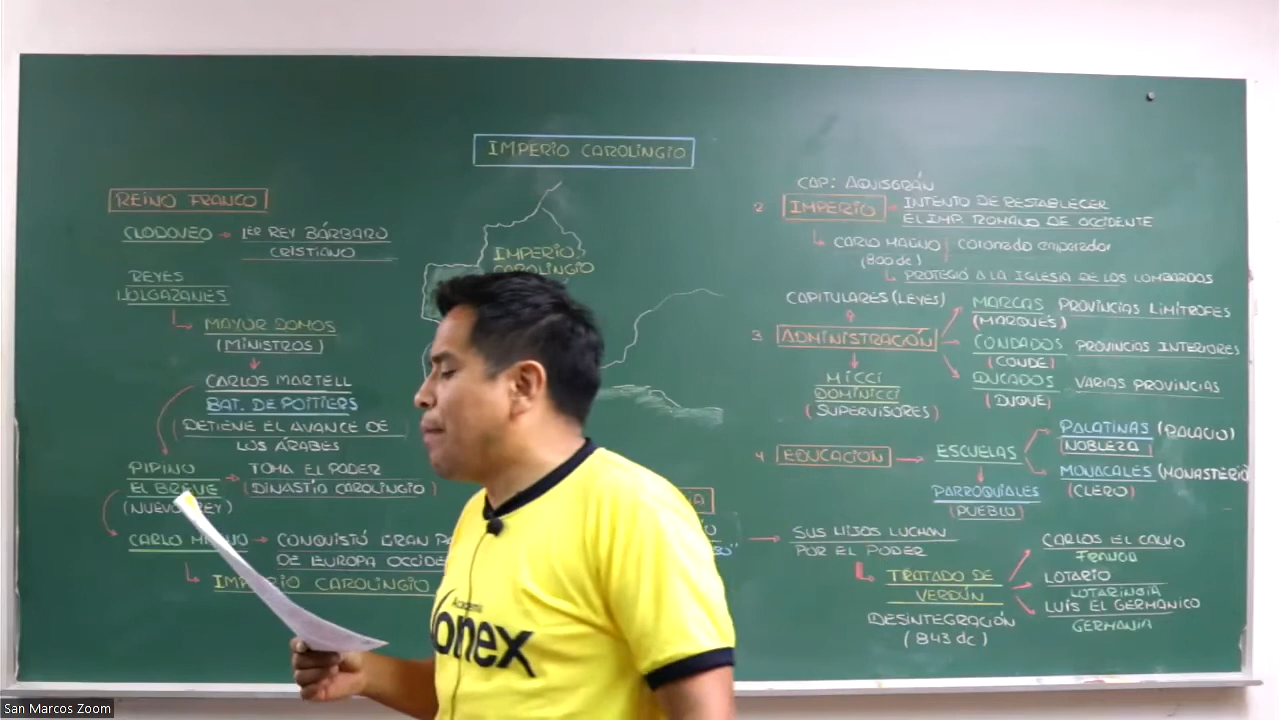 IMPERIO CAROLINGIO
REINO FRANCO
CLODOVEO → 1ER REY BÁRBARO
CRISTIANO
REYES
HOLGAZANES
MAYOR DOMOS
(MINISTROS)
CARLOS MARTELL
BAT. DE POITIERS
(DETIENE EL AVANCE DE
LOS ÁRABES
PIPINO → TOMA EL PODER
EL BREVE (DINASTÍA CAROLINGIO)
(NUEVO REY)
CARLO → CONQUISTÓ GRAN
DE EUROPA
CAROLINGIO
IMPERIO
CAROLINGIO
CAP: AQUISGRÁN
2 IMPERIO - INTENTO DE RESTABLECER
EL IMP. ROMANO DE OCCIDENTE
CARLO MAGNO coronado emperador
(800 dc)
PROTEGIÓ A LA IGLESIA DE LOS LOMBARDOS
CAPITULARES (LEYES)
3 ADMINISTRACIÓN
MARCAS PROVINCIAS LIMÍTROFES
(MARQUÉS)
CONDADOS PROVINCIAS INTERIORES
(CONDE)
DUCADOS VARIAS PROVINCIAS
(DUQUE)
MICCI
DOMINICCI
(SUPERVISORES)
4 EDUCACIÓN → ESCUELAS
PALATINAS (PALACIO)
NOBLEZA
MONACALES (MONASTERIO
(CLERO)
PARROQUIALES
(PUEBLO)
→ SUS HIJOS LUCHAN
POR EL PODER
TRATADO DE
VERDÚN
DESINTEGRACIÓN
(843 dc)
CARLOS EL CALVO
FRANCIA
LOTARIO
LOTARINGIA
LUÍS EL GERMÁNICO
GERMANIA
Academia
onex
San Marcos Zoom